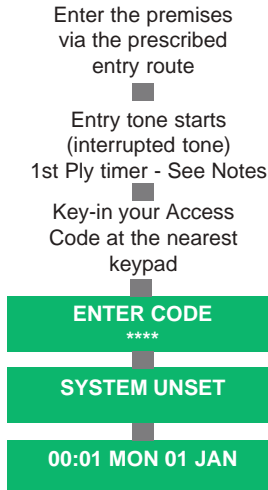 Enter the premises
via the prescribed
entry route
Entry tone starts
(interrupted tone)
1st Ply timer - See Notes
Key-in your Access
Code at the nearest
keypad
ENTER CODE
****
SYSTEM UNSET
00:01 MON 01 JAN